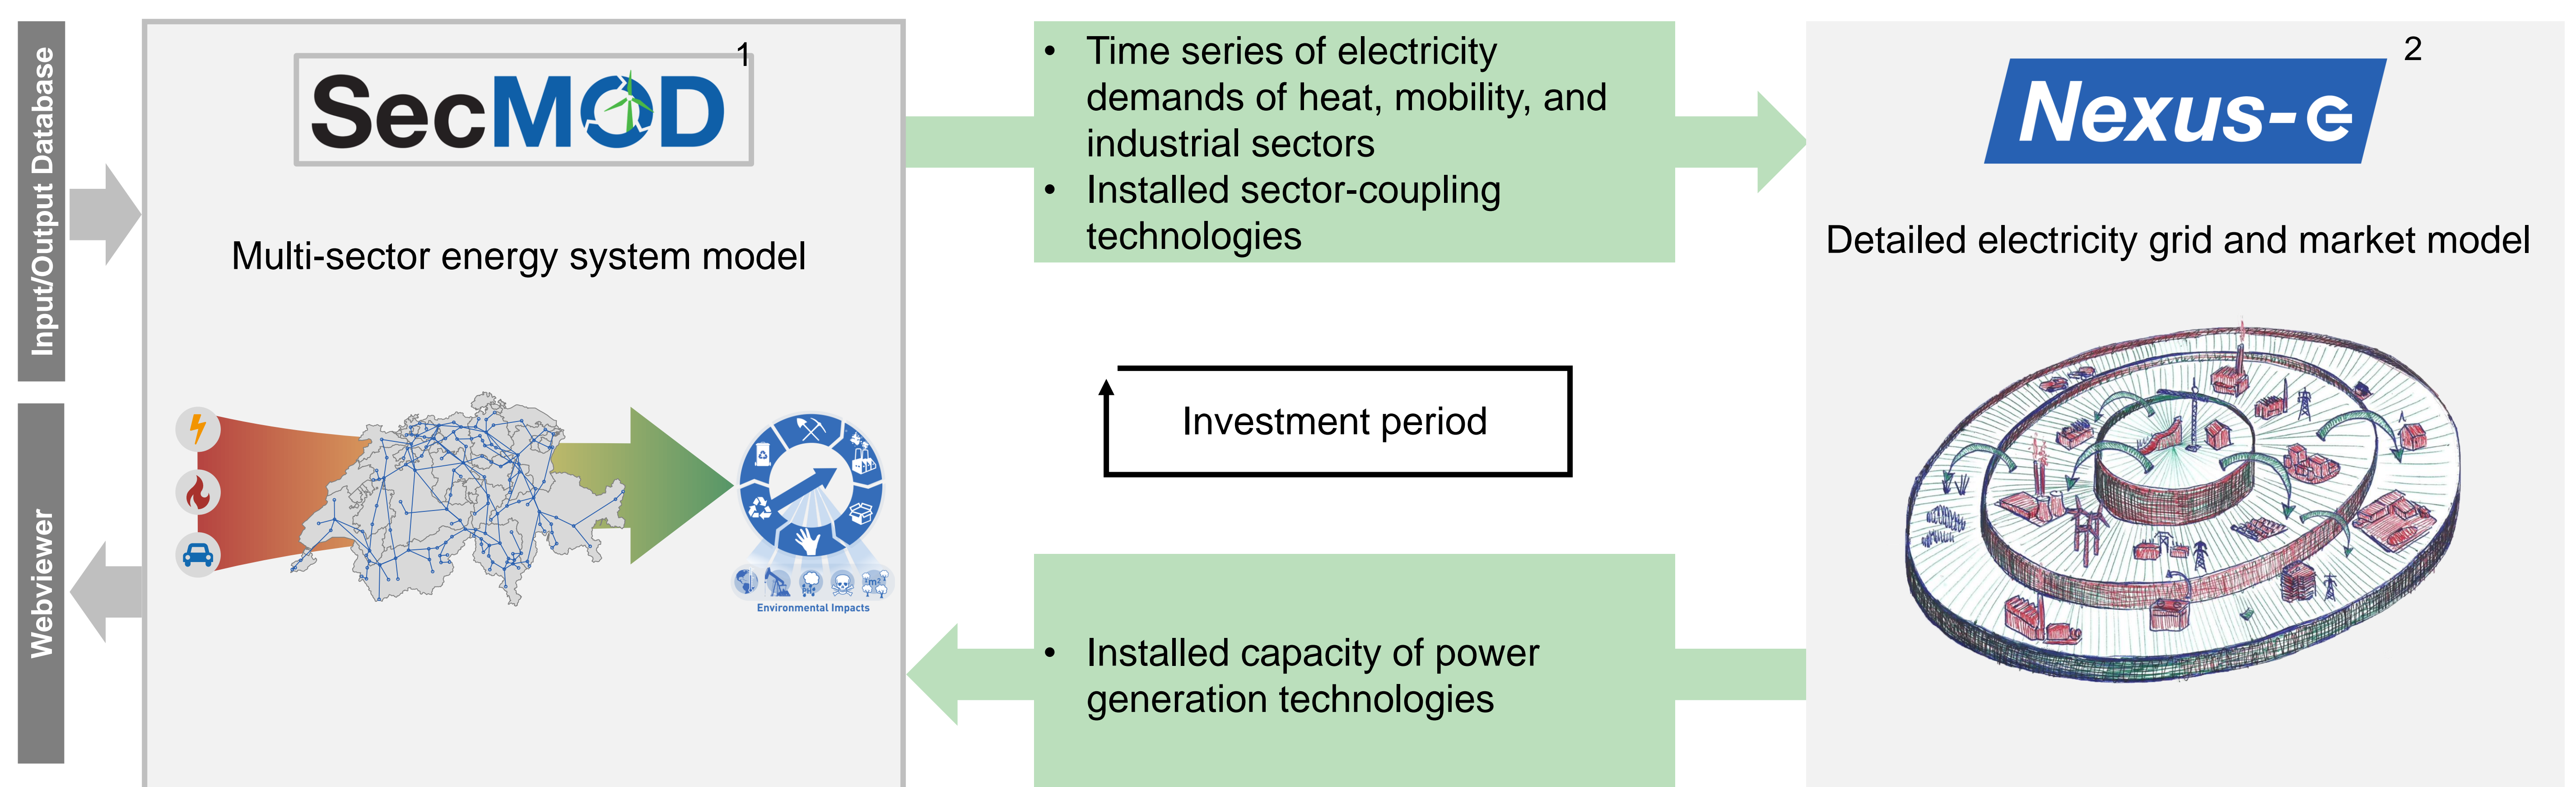 Input/Output Database
Webviewer
1
SecMOD
Multi-sector energy system model
Environmental Impacts
m²
• Time series of electricity
demands of heat, mobility, and
industrial sectors
• Installed sector-coupling
technologies
Investment period
• Installed capacity of power
generation technologies
2
Nexus-e
Detailed electricity grid and market model